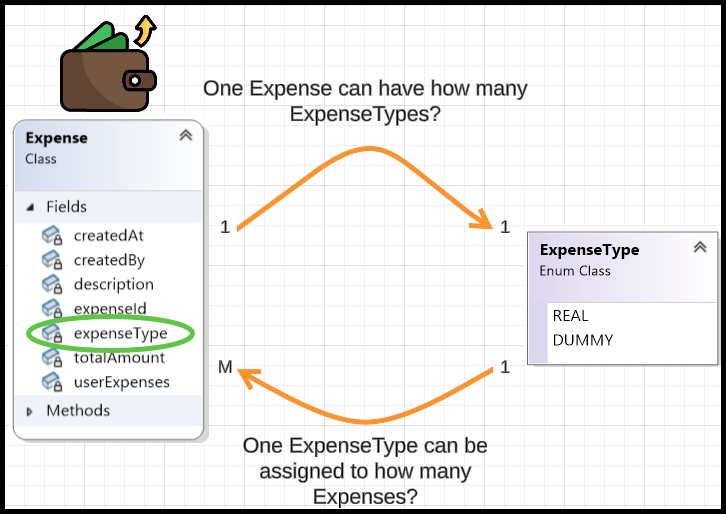 One Expense can have how many
ExpenseTypes?
Expense
Class
Fields
createdAt
createdBy
description
expenseId
expenseType
totalAmount
userExpenses
Methods
1
1
ExpenseType
Enum Class
REAL
DUMMY
M
1
One ExpenseType can be
assigned to how many
Expenses?